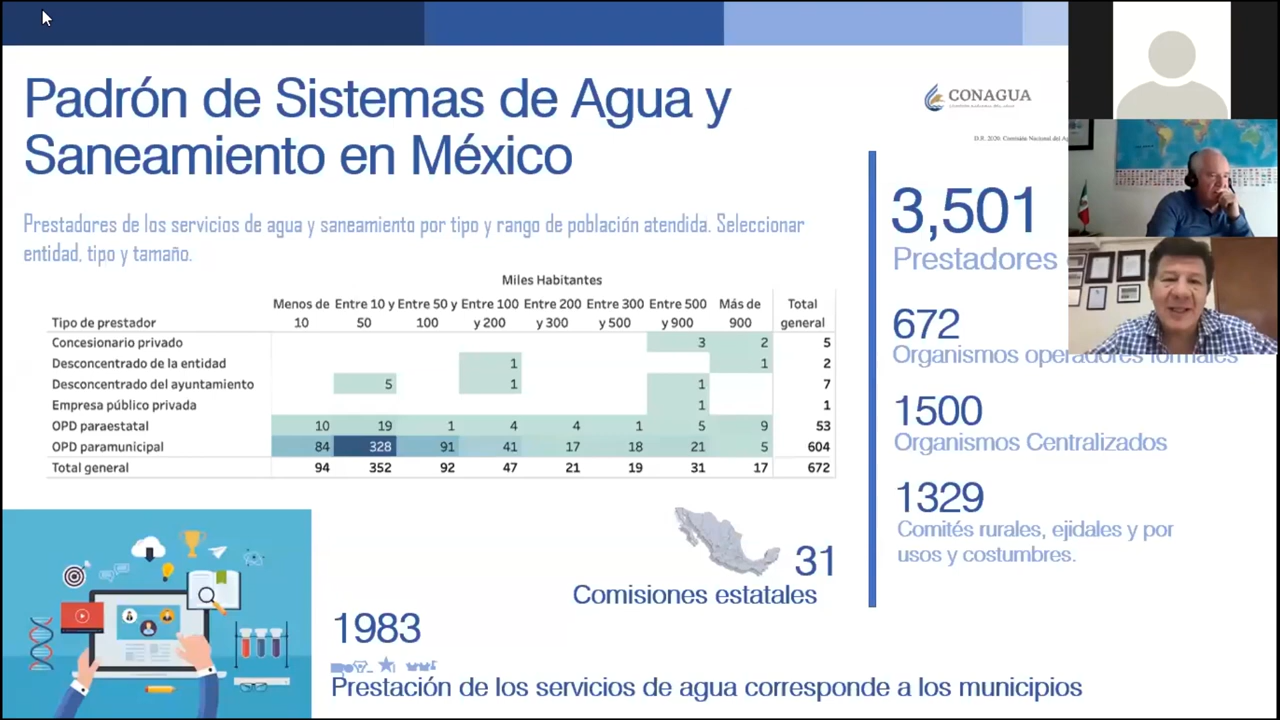 Padrón de Sistemas de Agua y
Saneamiento en México
CONAGUA
D.R. 2020. Comisión Nacional del
Prestadores de los servicios de agua y saneamiento por tipo y rango de población atendida. Seleccionar
entidad, tipo y tamaño.
Miles Habitantes
Menos de Entre 10 y Entre 50 y Entre 100 Entre 200 Entre 300 Entre 500 Más de Total
Tipo de prestador 10 50 100 y 200 y 300 y 500 y 900 900 general
Concesionario privado 3 2 5
Desconcentrado de la entidad 1 1 2
Desconcentrado del ayuntamiento 5 1 1 7
Empresa público privada 1 1
OPD paraestatal 10 19 1 4 4 1 5 9 53
OPD paramunicipal 84 328 91 41 17 18 21 5 604
Total general 94 352 92 47 21 19 31 17 672
3,501
Prestadores
672
Organismos operadores formales
1500
Organismos Centralizados
1329
Comités rurales, ejidales y por
usos y costumbres.
31
Comisiones estatales
1983
Prestación de los servicios de agua corresponde a los municipios